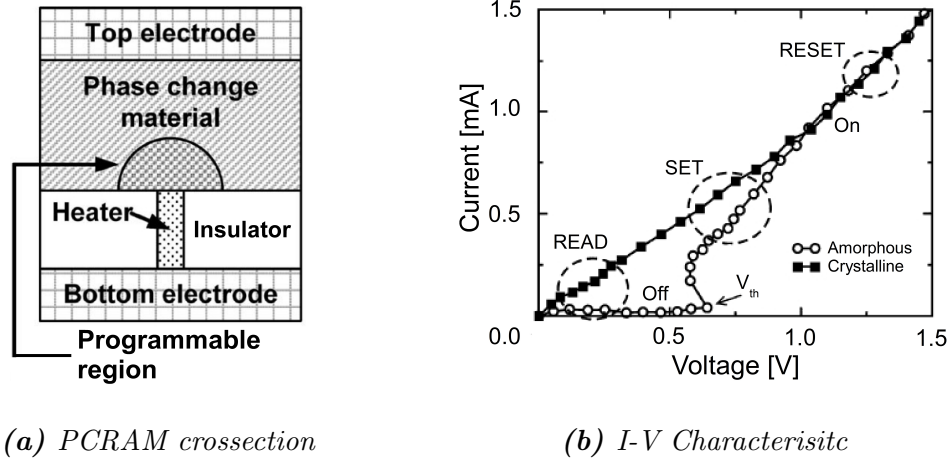 Top electrode
Phase change
material
Heater
Insulator
Bottom electrode
Programmable
region
(a) PCRAM crossection
1.5
1.0
0.5
0.0
0.5
1.0
1.5
Current [mA]
Voltage [V]
RESET
On
SET
READ
Off
Vth
Amorphous
Crystalline
(b) I-V Characterisitc